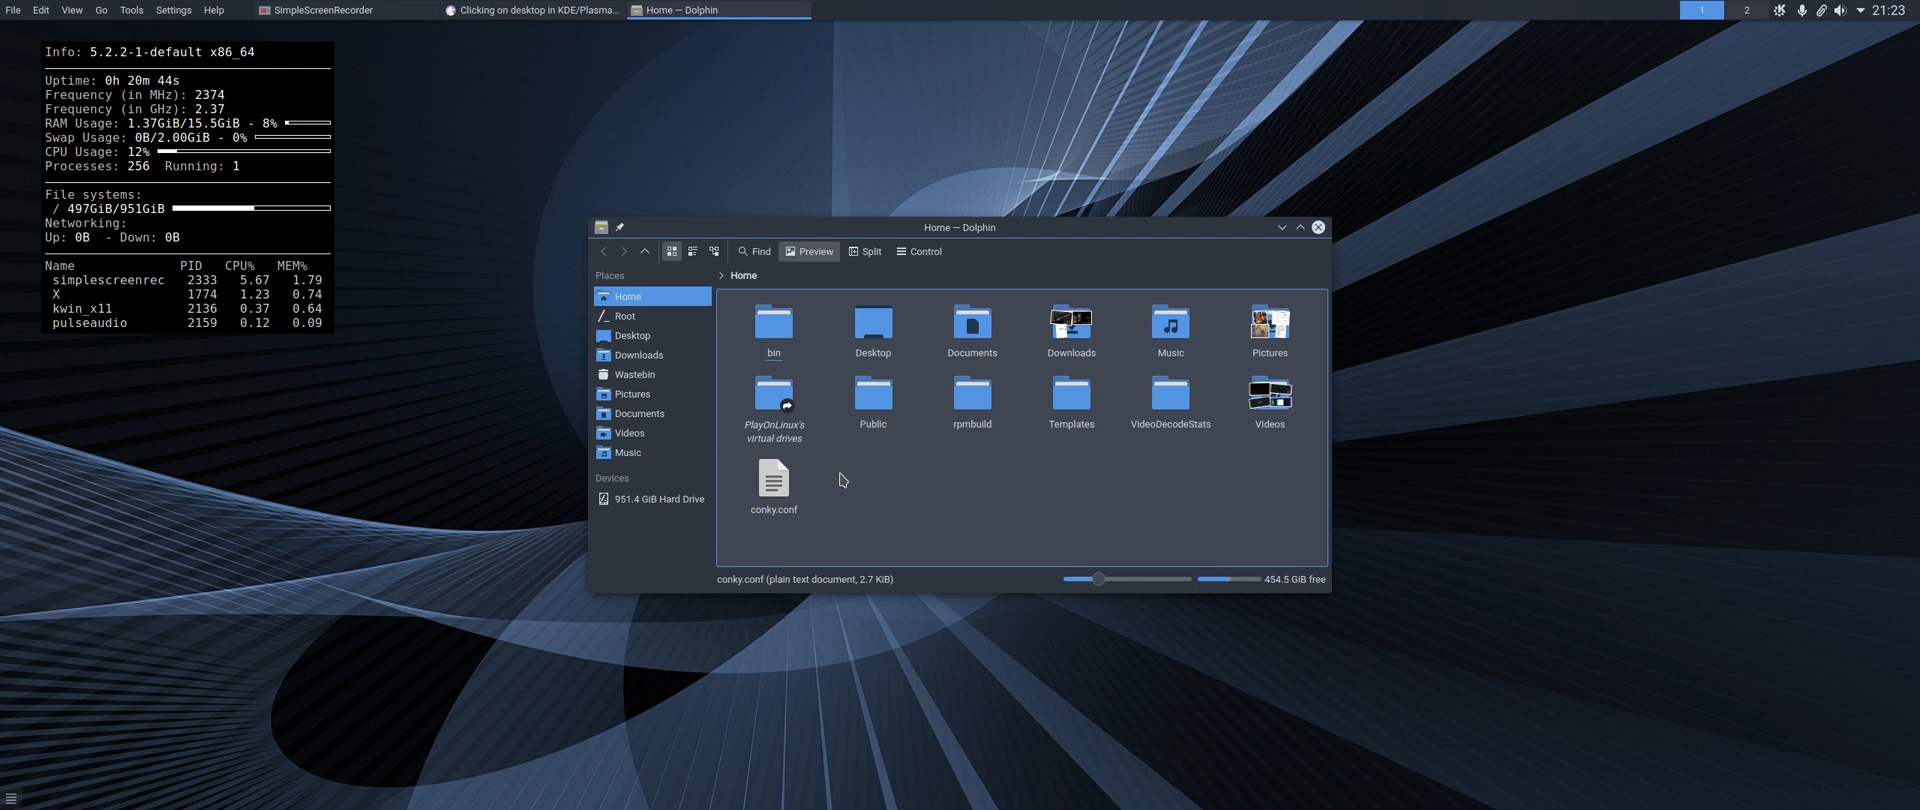 File Edit View Go Tools Settings Help SimpleScreenRecorder Clicking on desktop in KDE/Plasma... Home — Dolphin 1 2 21:23
Info: 5.2.2-1-default x86_64
Uptime: 0h 20m 44s
Frequency (in MHz): 2374
Frequency (in GHz): 2.37
RAM Usage: 1.37GiB/15.5GiB - 8%
Swap Usage: 0B/2.00GiB - 0%
CPU Usage: 12%
Processes: 256 Running: 1
File systems:
/ 497GiB/951GiB
Networking:
Up: 0B - Down: 0B
Name PID CPU% MEM%
simplescreenrec 2333 5.67 1.79
X 1774 1.23 0.74
kwin_x11 2136 0.37 0.64
pulseaudio 2159 0.12 0.09
Home — Dolphin
Find Preview Split Control
Places
Home
Root
Desktop
Downloads
Wastebin
Pictures
Documents
Videos
Music
Devices
951.4 GiB Hard Drive
> Home
bin Desktop Documents Downloads Music Pictures
PlayOnLinux's
virtual drives
Public rpmbuild Templates VideoDecodeStats Videos
conky.conf
conky.conf (plain text document, 2.7 KiB) 454.5 GiB free